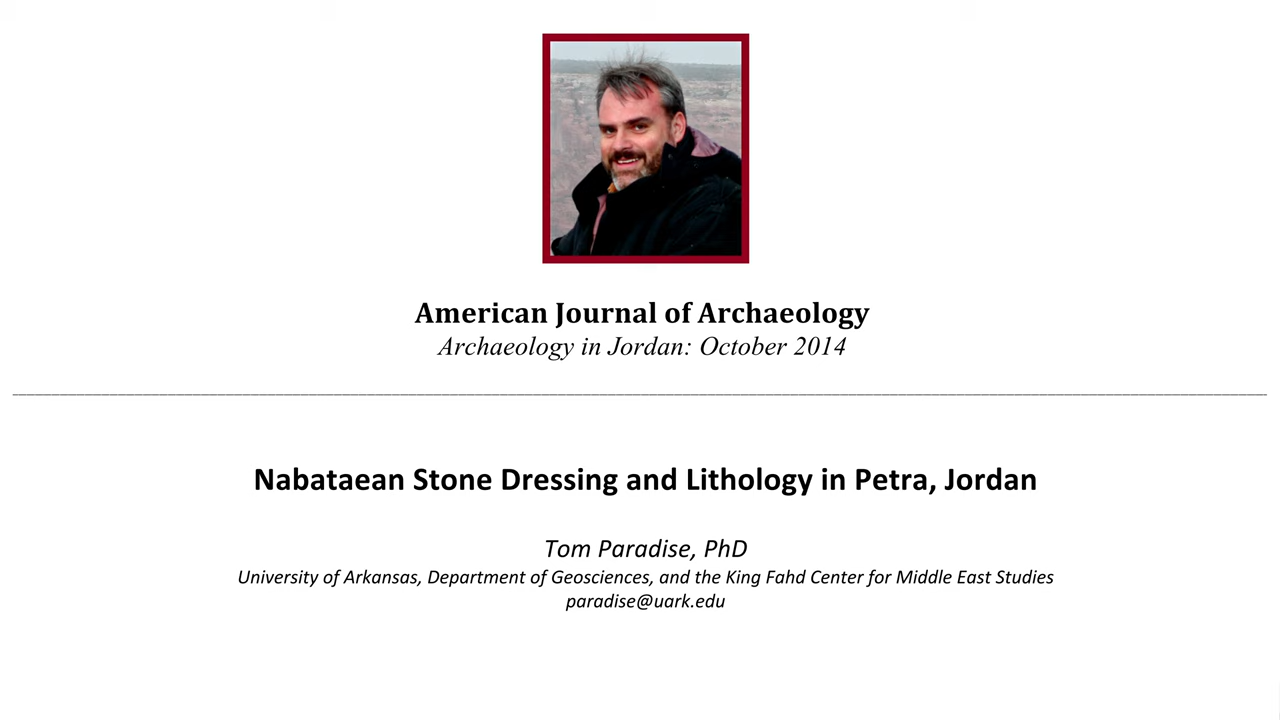 American Journal of Archaeology
Archaeology in Jordan: October 2014
Nabataean Stone Dressing and Lithology in Petra, Jordan
Tom Paradise, PhD
University of Arkansas, Department of Geosciences, and the King Fahd Center for Middle East Studies
paradise@uark.edu